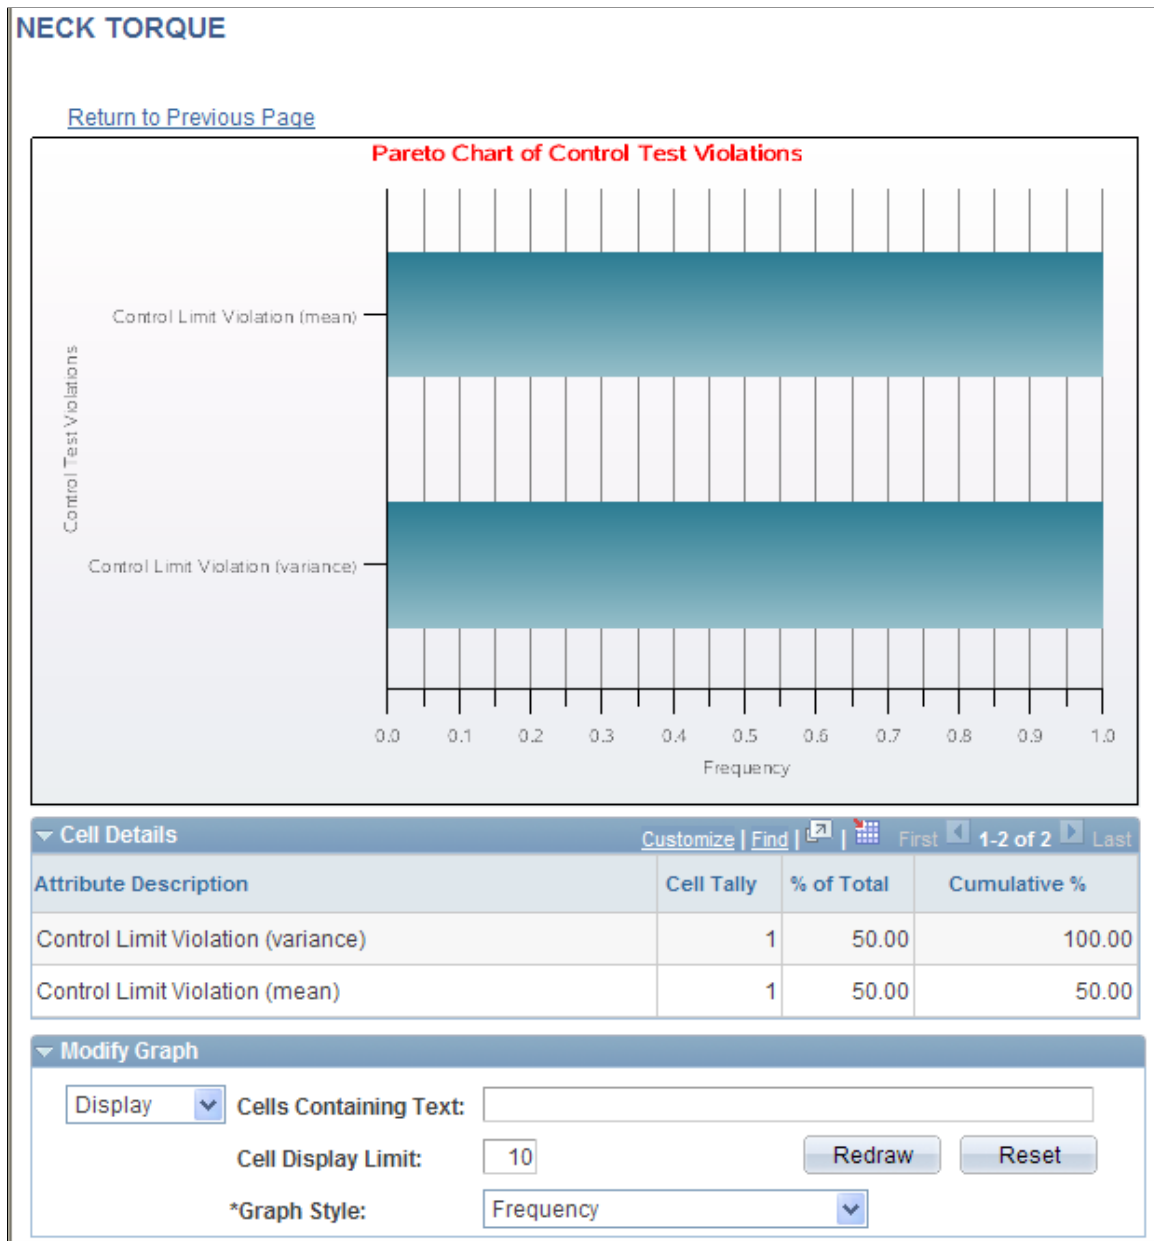 NECK TORQUE
Return to Previous Page
Pareto Chart of Control Test Violations
Control Test Violations
Control Limit Violation (mean)
Control Limit Violation (variance)
0.0 0.1 0.2 0.3 0.4 0.5 0.6 0.7 0.8 0.9 1.0
Frequency
Cell Details Customize | Find | | First 1-2 of 2 Last
Attribute Description Cell Tally % of Total Cumulative %
Control Limit Violation (variance) 1 50.00 100.00
Control Limit Violation (mean) 1 50.00 50.00
Modify Graph
Display Cells Containing Text:
Cell Display Limit: 10 Redraw Reset
*Graph Style: Frequency